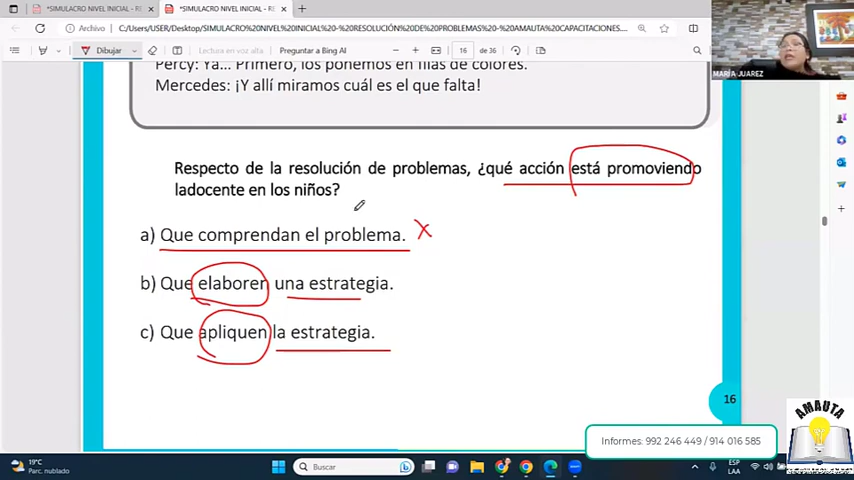 *SIMULACRO NIVEL INICIAL - RES
*SIMULACRO NIVEL INICIAL - RES
Archivo
C:/Users/USER/Desktop/SIMULACRO%20NIVEL%20INICIAL%20-%20RESOLUCIÓN%20DE%20PROBLEMAS%20-%20AMAUTA%20CAPACITACIONES....
Dibujar
Lectura en voz alta
Preguntar a Bing AI
16
de 36
MARÍA JUAREZ
Percy: Ya... Primero, los ponemos en filas de colores.
Mercedes: ¡Y allí miramos cuál es el que falta!
Respecto de la resolución de problemas, ¿qué acción está promoviendo
ladocente en los niños?
a) Que comprendan el problema. X
b) Que elaboren una estrategia.
c) Que apliquen la estrategia.
16
AMAUTA
Informes: 992 246 449 / 914 016 585
19°C
Parc. nublado
Buscar
ESP
LAA